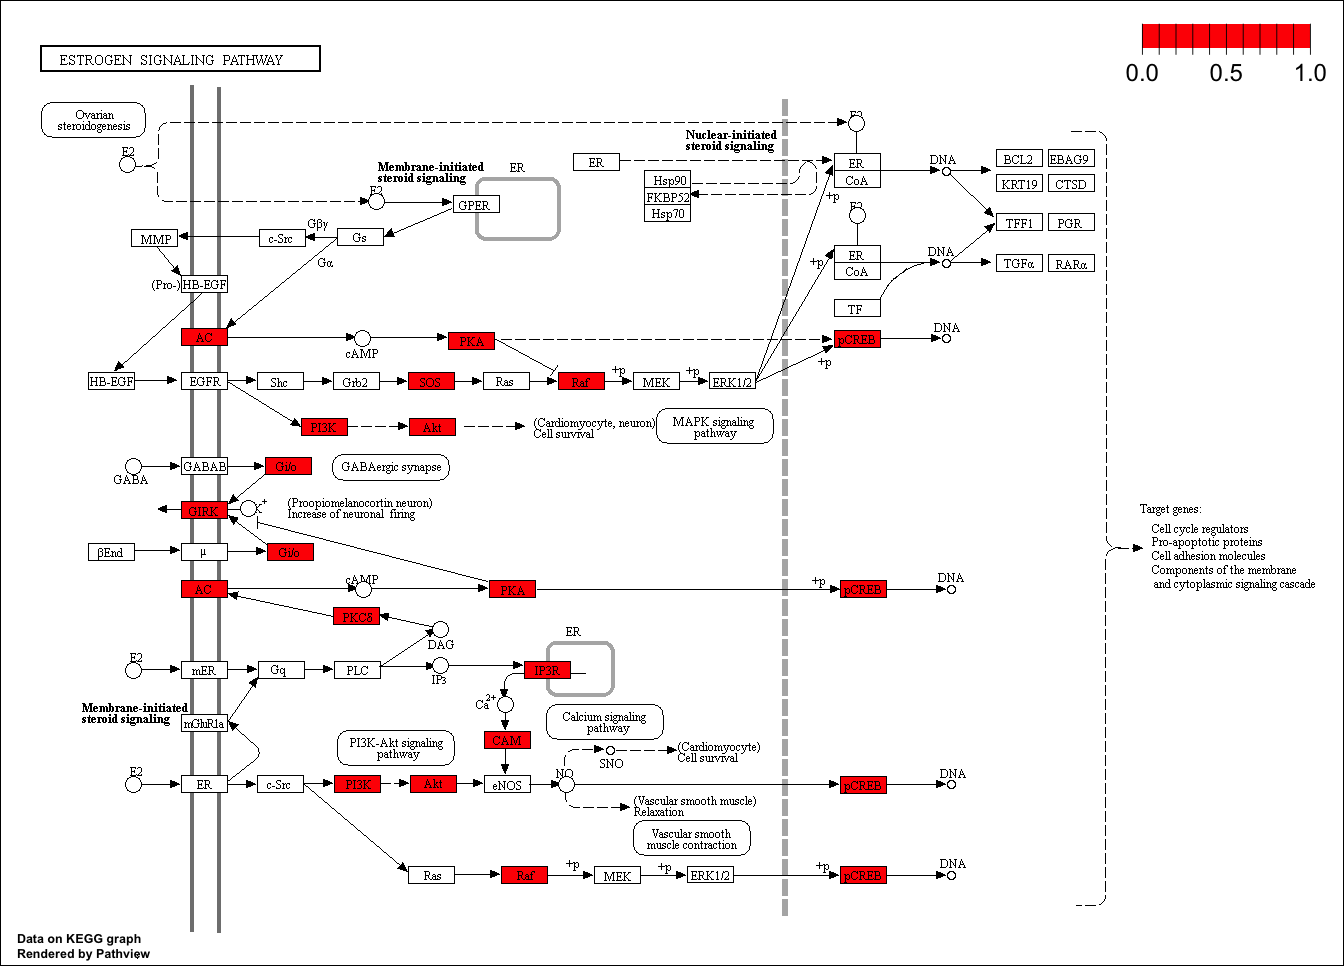 0.0 0.5 1.0
ESTROGEN SIGNALING PATHWAY
Ovarian
steroidogenesis
E2
E2
Nuclear-initiated
steroid signaling
Membrane-initiated
steroid signaling
ER
ER
ER
CoA
DNA
BCL2 EBAG9
KRT19 CTSD
Hsp90
FKBP52
Hsp70
+p
E2
GPER
E2
TFF1 PGR
MMP
c-Src
Gβγ
Gs
Gα
ER
CoA
+p
DNA
TGFα RARα
(Pro-) HB-EGF
TF
AC
cAMP
PKA
pCREB
DNA
+p
HB-EGF
EGFR
Shc
Grb2
SOS
Ras
Raf
+p
MEK
+p
ERK1/2
PI3K
Akt
(Cardiomyocyte, neuron)
Cell survival
MAPK signaling
pathway
GABA
GABAB
Gi/o
GABAergic synapse
GIRK
K+
(Proopiomelanocortin neuron)
Increase of neuronal firing
βEnd
μ
Gi/o
Target genes:
Cell cycle regulators
Pro-apoptotic proteins
Cell adhesion molecules
Components of the membrane
and cytoplasmic signaling cascade
AC
cAMP
PKA
+p
pCREB
DNA
PKCδ
DAG
ER
E2
mER
Gq
PLC
IP3
IP3R
Membrane-initiated
steroid signaling
mGluR1a
Ca2+
Calcium signaling
pathway
PI3K-Akt signaling
pathway
CAM
SNO
(Cardiomyocyte)
Cell survival
E2
ER
c-Src
PI3K
Akt
eNOS
NO
pCREB
DNA
(Vascular smooth muscle)
Relaxation
Vascular smooth
muscle contraction
Ras
Raf
+p
MEK
+p
ERK1/2
+p
pCREB
DNA
Data on KEGG graph
Rendered by Pathview